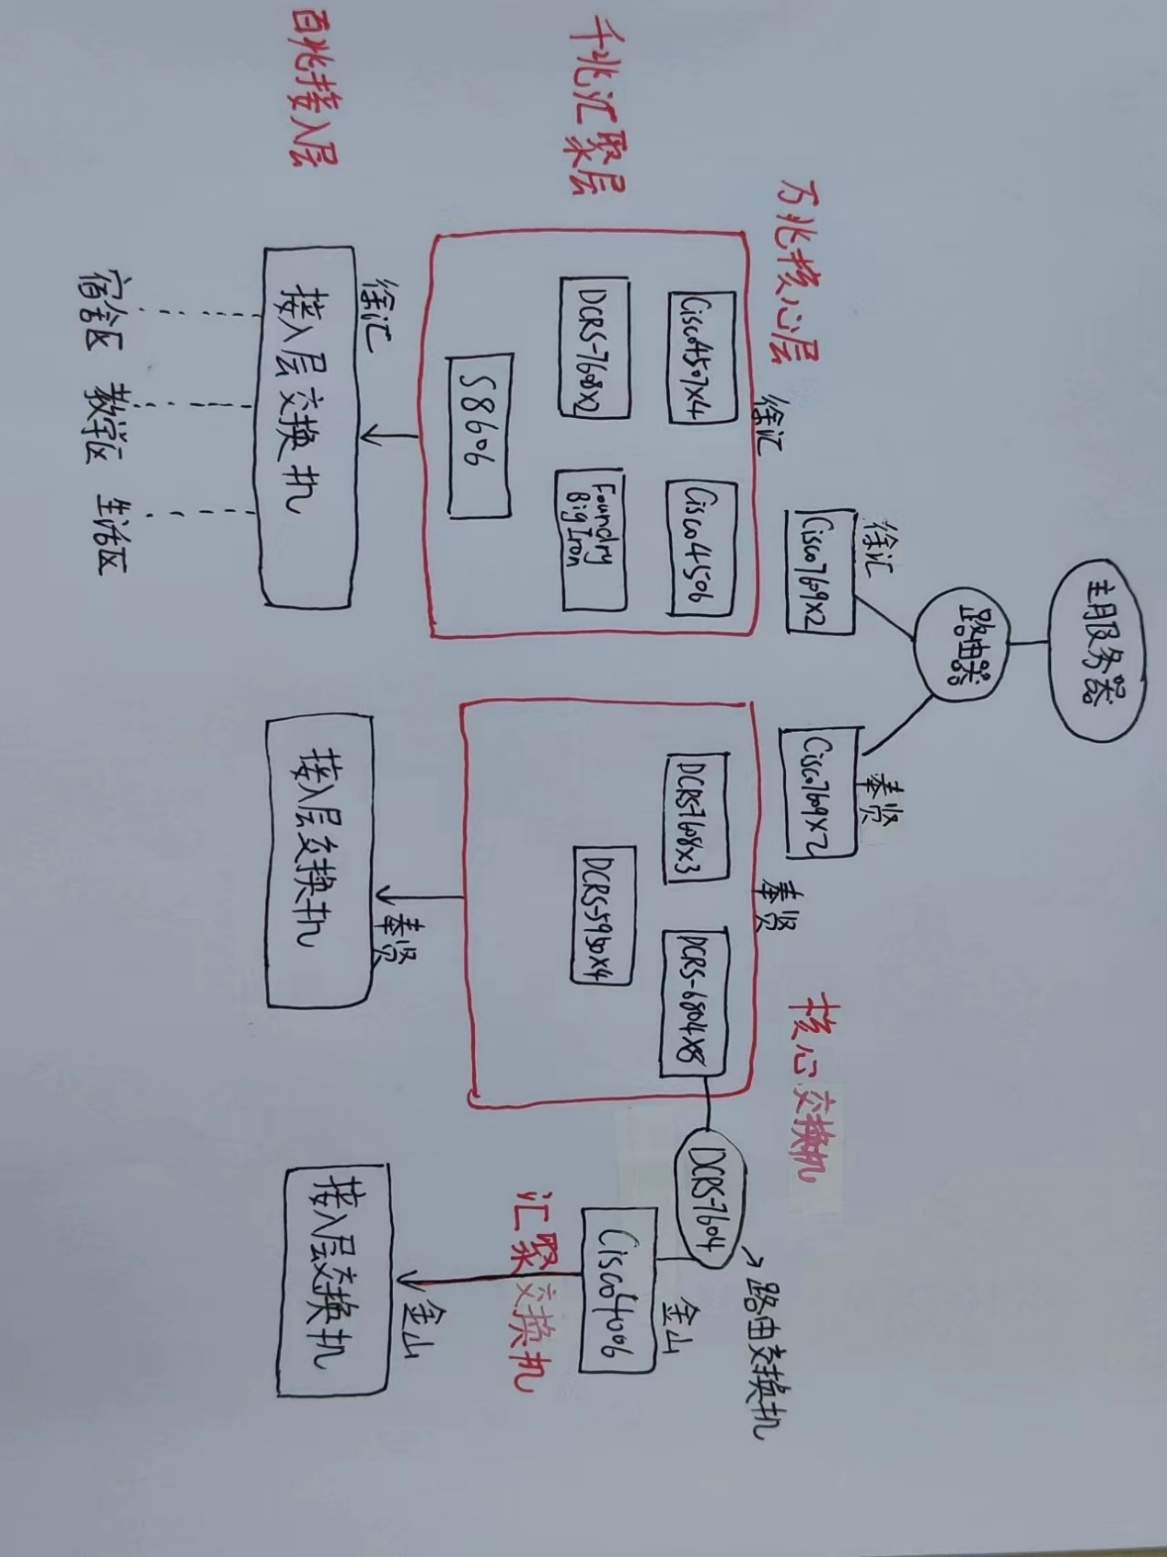 主服务器
路由器
万兆核心层
徐汇
Cisco7609x2
奉贤
Cisco7609x2
核心交换机
千兆汇聚层
徐汇
Cisco4507x4
Cisco4506
DCRS-7608x2
Foundry
Big Iron
S8606
奉贤
DCRS-7608x3
DCRS-6804x8
DCRS-5950x4
DCRS-7604
路由交换机
金山
Cisco4006
汇聚交换机
百兆接入层
徐汇
接入层交换机
奉贤
接入层交换机
金山
接入层交换机
宿舍区
教学区
生活区